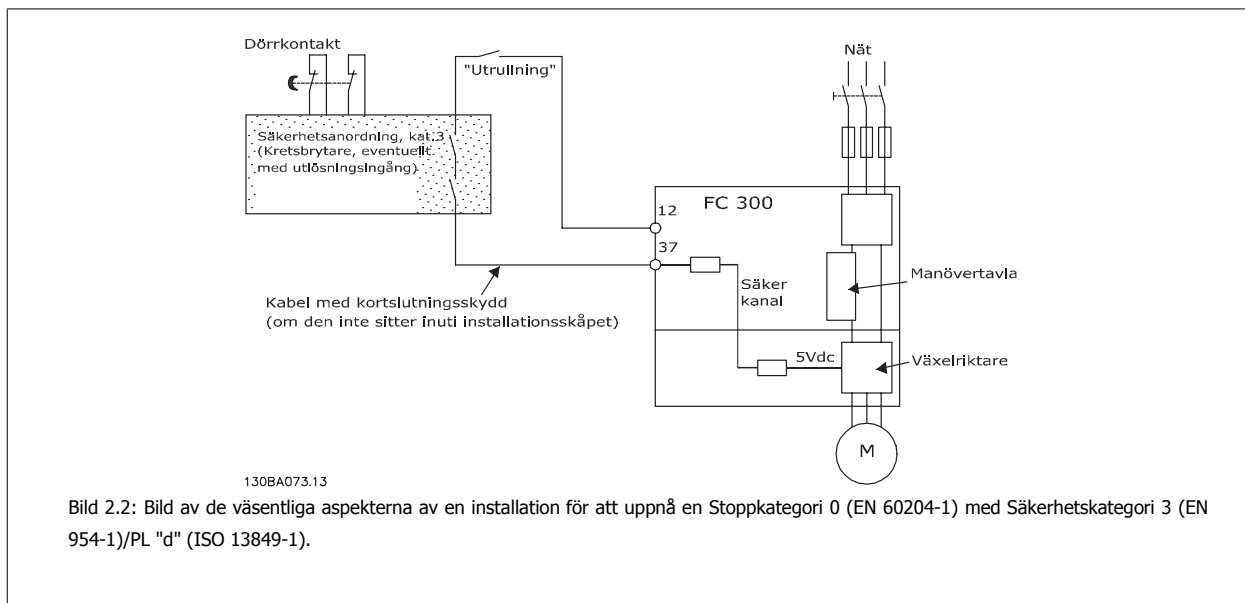 Dörrkontakt
"Utrullning"
Nät
Säkerhetsanordning, kat.3
(Kretsbrytare, eventuellt.
med utlösningsingång)
12
FC 300
37
Säker
kanal
Manövertavla
Kabel med kortslutningsskydd
(om den inte sitter inuti installationsskåpet)
5Vdc
Växelriktare
M
130BA073.13
Bild 2.2: Bild av de väsentliga aspekterna av en installation för att uppnå en Stoppkategori 0 (EN 60204-1) med Säkerhetskategori 3 (EN
954-1)/PL "d" (ISO 13849-1).